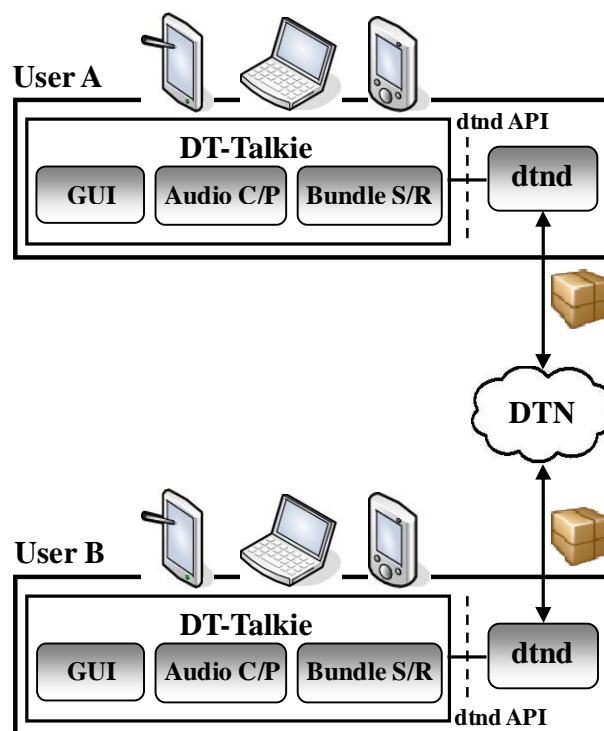 User A
dtnd API
DT-Talkie
GUI
Audio C/P
Bundle S/R
dtnd
DTN
User B
DT-Talkie
GUI
Audio C/P
Bundle S/R
dtnd
dtnd API